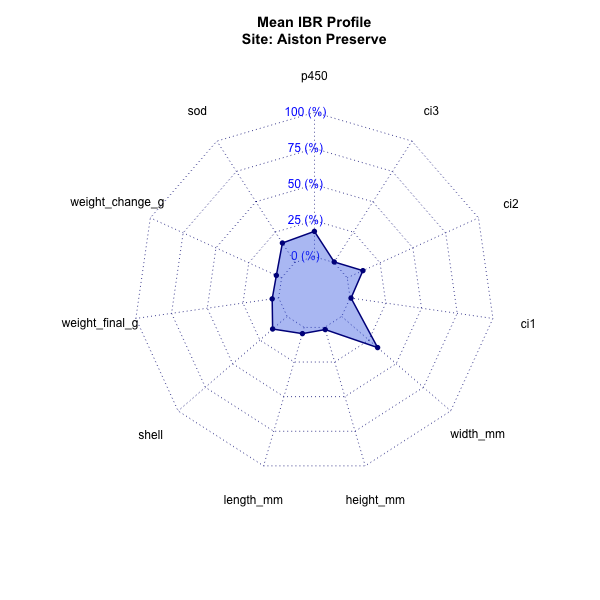 Mean IBR Profile
Site: Aiston Preserve
p450
sod
ci3
100 (%)
75 (%)
weight_change_g
ci2
50 (%)
25 (%)
0 (%)
weight_final_g
ci1
shell
width_mm
length_mm
height_mm